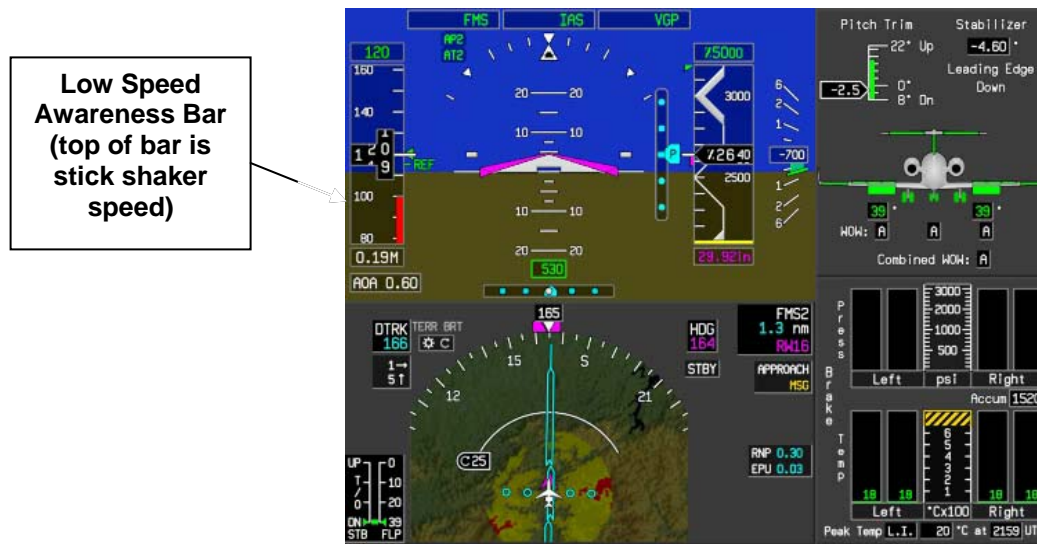 Low Speed
Awareness Bar
(top of bar is
stick shaker
speed)
FMS IAS VGP
AP2
AT2
120
160
140
100
80
REF
0.19M
AOA 0.60
20 20
10 10
10 10
20 20
530
P
⁒5000
3000
⁒2640
2500
29.92In
6
2
1
-700
1
2
6
DTRK
166
TERR BRT
C
1→
5↑
165
HDG
164
STBY
FMS2
1.3 nm
RW16
APPROACH
MSG
RNP 0.30
EPU 0.03
12 15 S 21
C25
UP 0
T/O 10
20
DN 39
STB FLP
Pitch Trim
22° Up
0°
8° Dn
-2.5
Stabilizer
-4.60 °
Leading Edge
Down
39 ° 39 °
WOW: A A A
Combined WOW: A
Brake
Press
3000
2000
1000
500
Left psi Right
Accum 1520
Temp
6
5
4
3
2
1
18 18 18 18
Left °Cx100 Right
Peak Temp L.I. 20 °C at 2159 UT